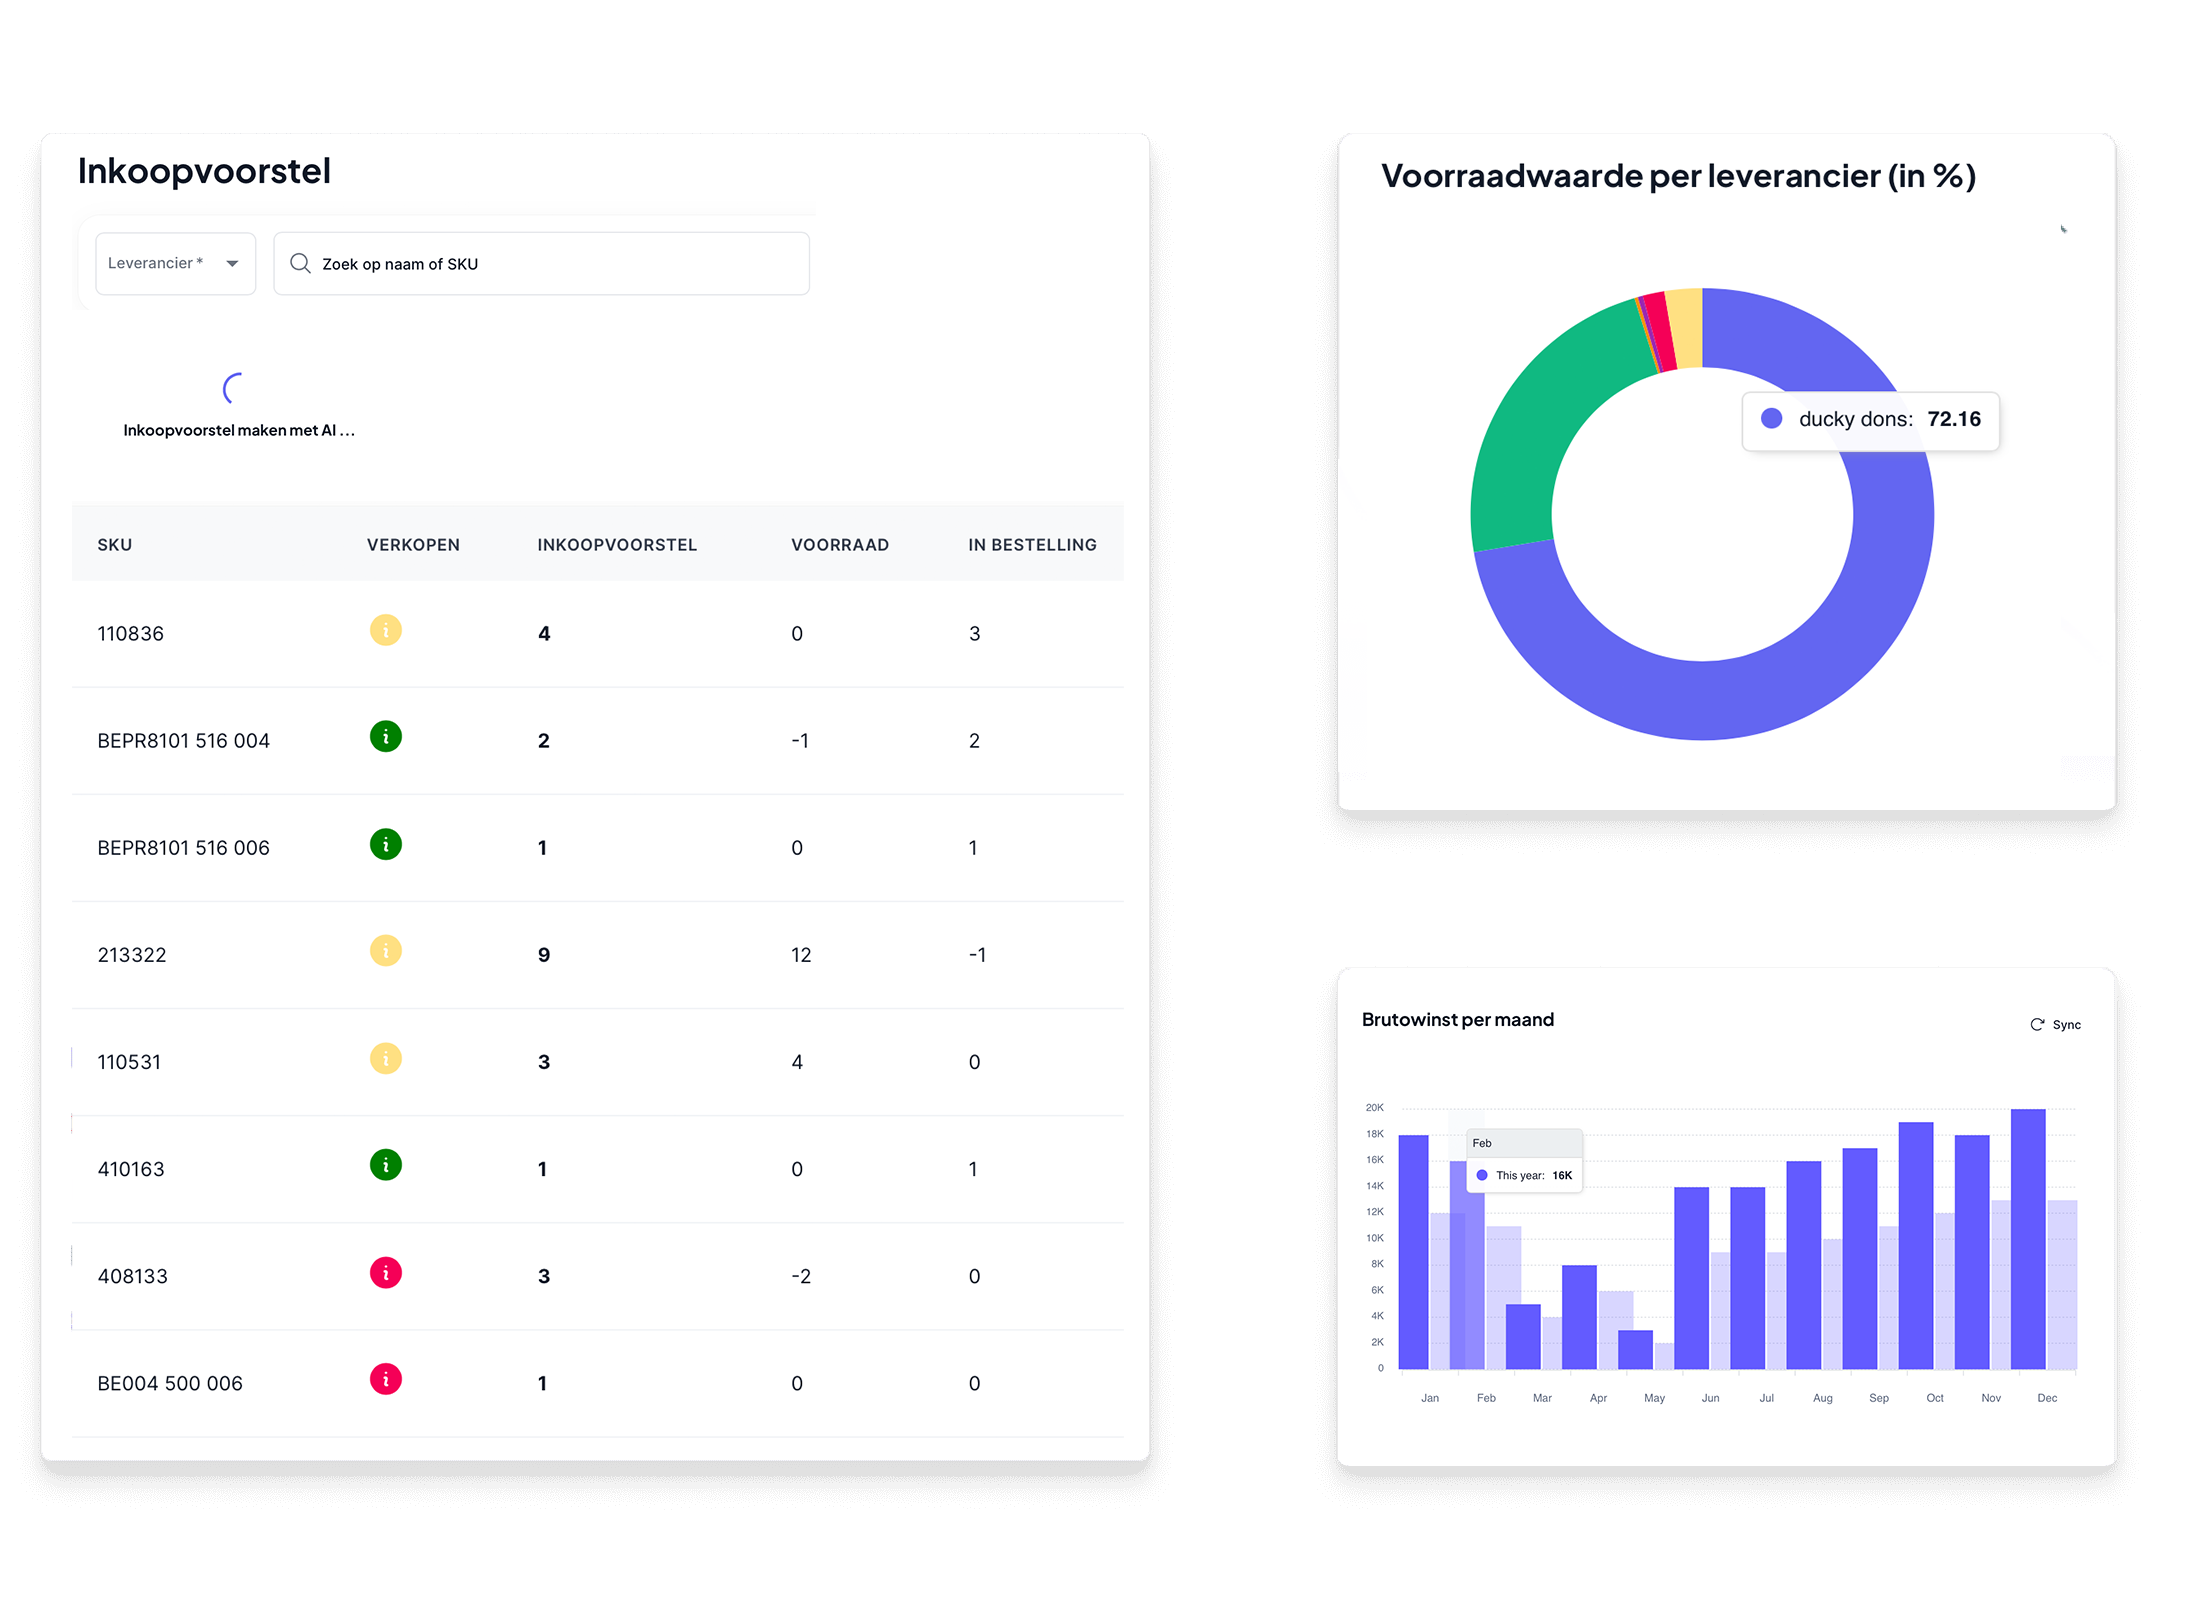 Inkoopvoorstel
Leverancier *
Zoek op naam of SKU
Inkoopvoorstel maken met AI ...
SKU VERKOPEN INKOOPVOORSTEL VOORRAAD IN BESTELLING
110836 i 4 0 3
BEPR8101 516 004 i 2 -1 2
BEPR8101 516 006 i 1 0 1
213322 i 9 12 -1
110531 i 3 4 0
410163 i 1 0 1
408133 i 3 -2 0
BE004 500 006 i 1 0 0
Voorraadwaarde per leverancier (in %)
ducky dons: 72.16
Brutowinst per maand
Sync
20K
18K
16K
14K
12K
10K
8K
6K
4K
2K
0
Feb
This year: 16K
Jan Feb Mar Apr May Jun Jul Aug Sep Oct Nov Dec